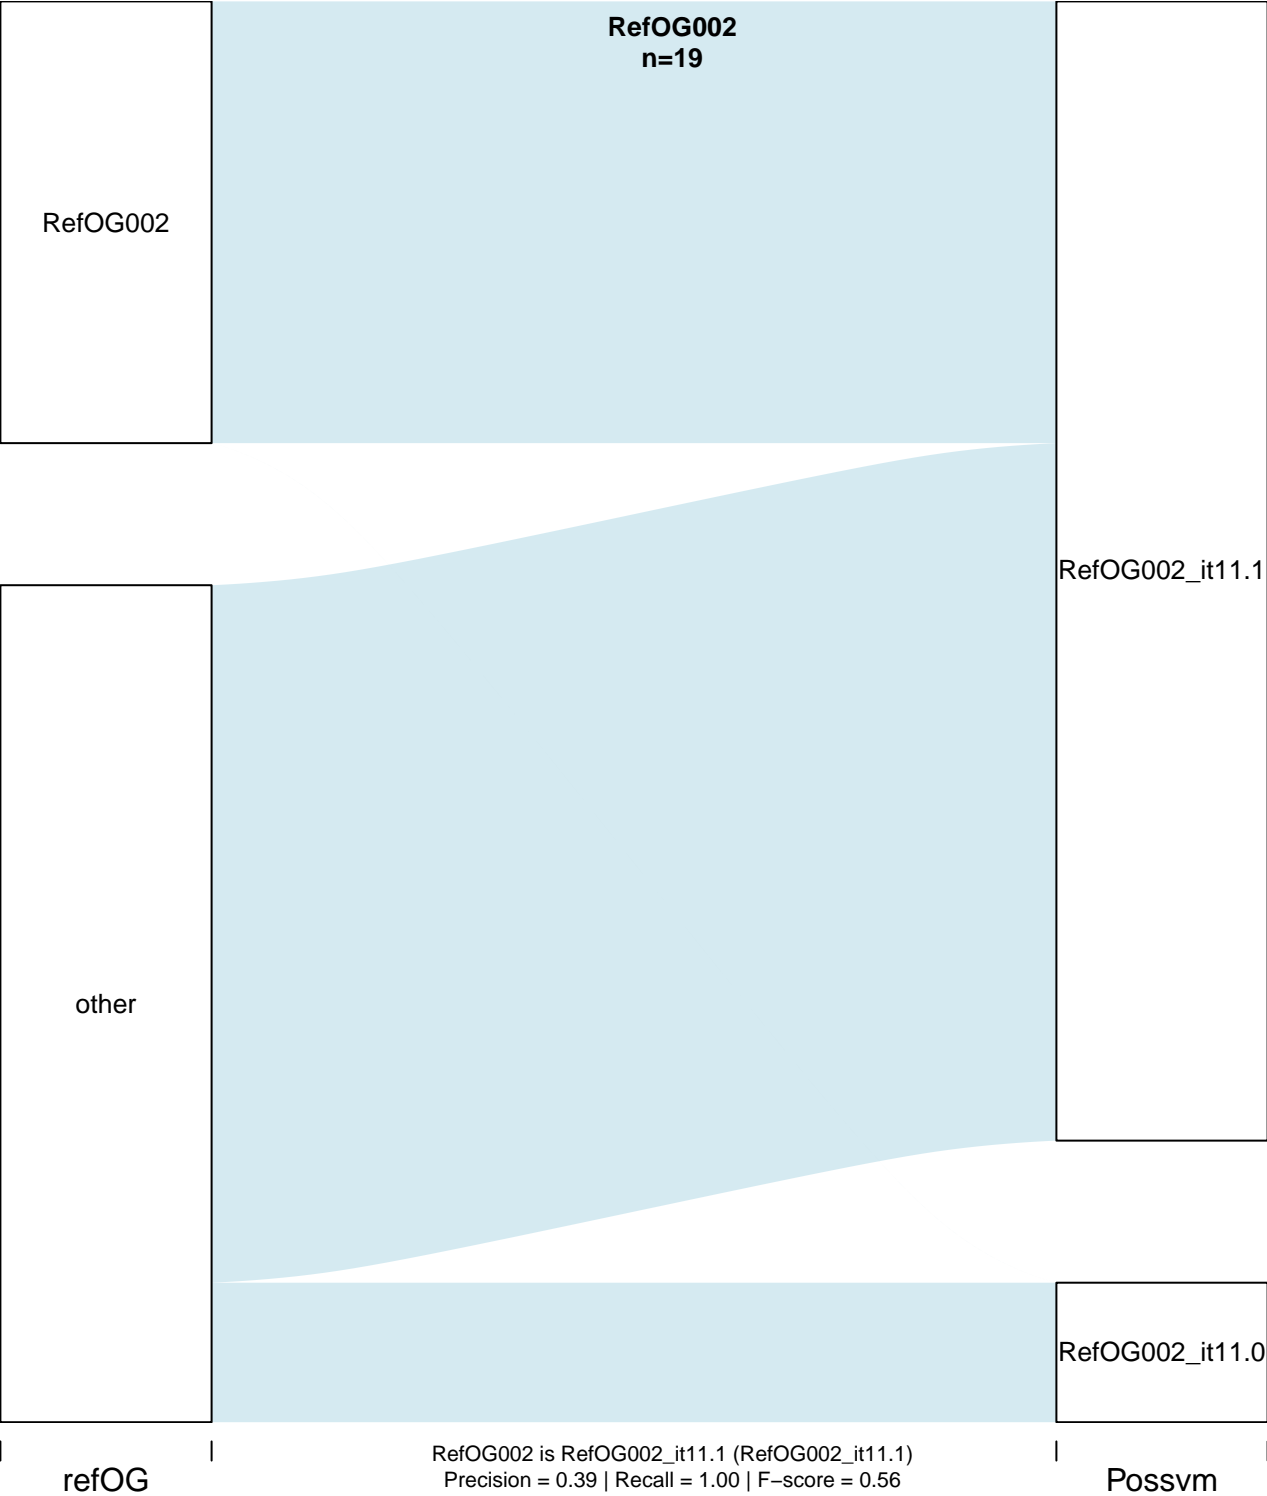 RefOG002
n=19
RefOG002
RefOG002_it11.1
other
RefOG002_it11.0
RefOG002 is RefOG002_it11.1 (RefOG002_it11.1)
Precision = 0.39 | Recall = 1.00 | F−score = 0.56
refOG
Possvm